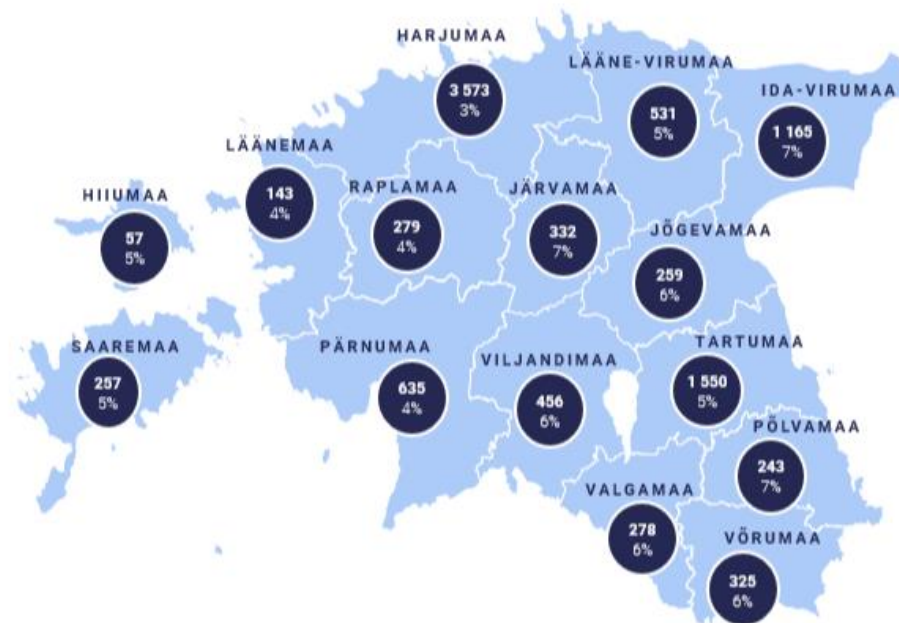 HARJUMAA
3 573
3%
LÄÄNE-VIRUMAA
531
5%
IDA-VIRUMAA
1 165
7%
LÄÄNEMAA
143
4%
RAPLAMAA
279
4%
JÄRVAMAA
332
7%
HIIUMAA
57
5%
JÕGEVAMAA
259
6%
SAAREMAA
257
5%
PÄRNUMAA
635
4%
VILJANDIMAA
456
6%
TARTUMAA
1 550
5%
PÕLVAMAA
243
7%
VALGAMAA
278
6%
VÕRUMAA
325
6%